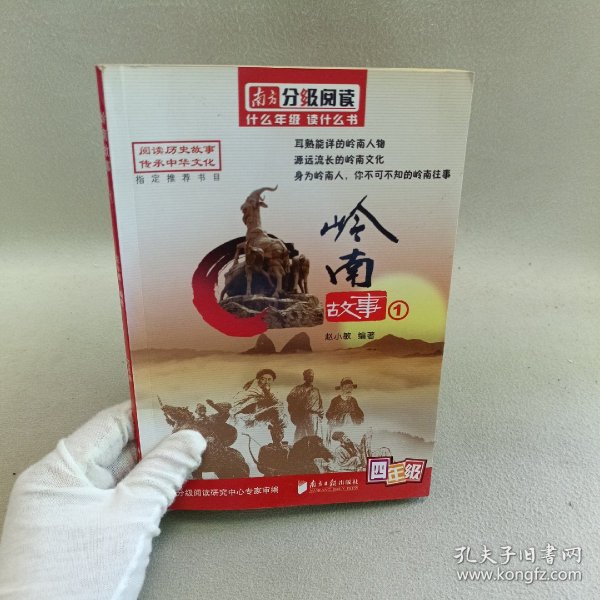 南方分级阅读
什么年级 读什么书
阅读历史故事
传承中华文化
指定推荐书目
耳熟能详的岭南人物
源远流长的岭南文化
身为岭南人，你不可不知的岭南往事
岭
南
故事①
赵小敏 编著
四年级
分级阅读研究中心专家审编
南方日报出版社
NANFANG DAILY PRESS
孔夫子旧书网
www.kongfz.com